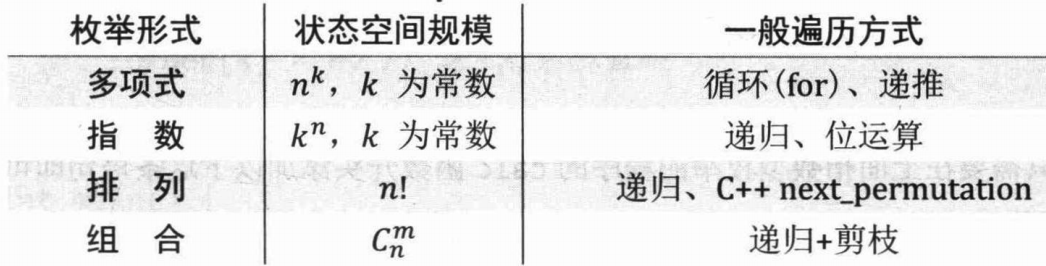 枚举形式 状态空间规模 一般遍历方式
多项式 n^k, k 为常数 循环(for)、递推
指 数 k^n, k 为常数 递归、位运算
排 列 n! 递归、C++ next_permutation
组 合 C_n^m 递归+剪枝